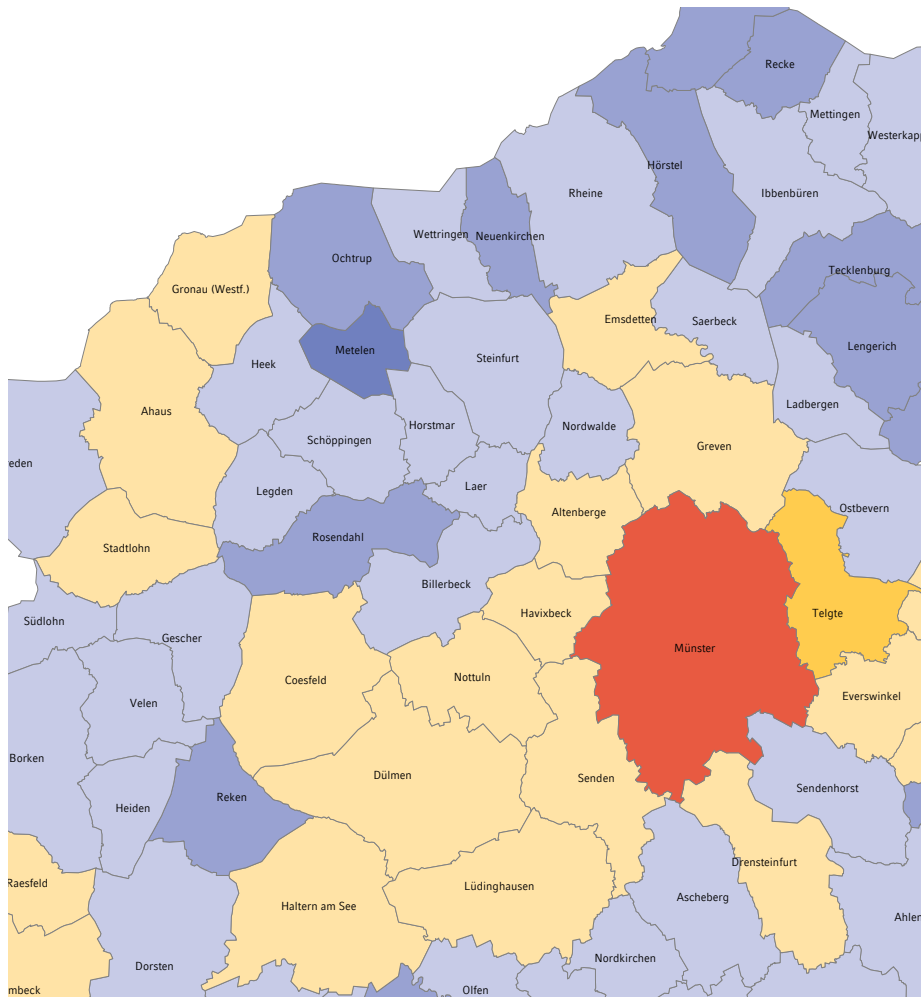 Recke
Mettingen
Westerkapp
Hörstel
Rheine
Ibbenbüren
Wettringen
Neuenkirchen
Ochtrup
Tecklenburg
Gronau (Westf.)
Emsdetten
Saerbeck
Lengerich
Metelen
Steinfurt
Heek
Ladbergen
Ahaus
Horstmar
Nordwalde
Schöppingen
Greven
reden
Laer
Legden
Ostbevern
Altenberge
Rosendahl
Stadtlohn
Billerbeck
Havixbeck
Telgte
Südlohn
Gescher
Münster
Nottuln
Coesfeld
Everswinkel
Velen
Borken
Dülmen
Senden
Sendenhorst
Reken
Heiden
Drensteinfurt
Raesfeld
Lüdinghausen
Ascheberg
Haltern am See
Ahlen
Nordkirchen
Dorsten
mbeck
Olfen